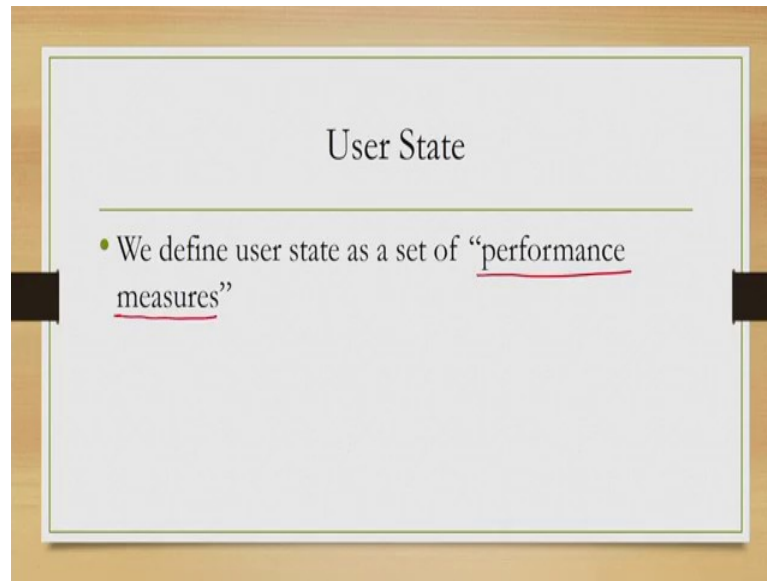 User State
• We define user state as a set of “performance
measures”